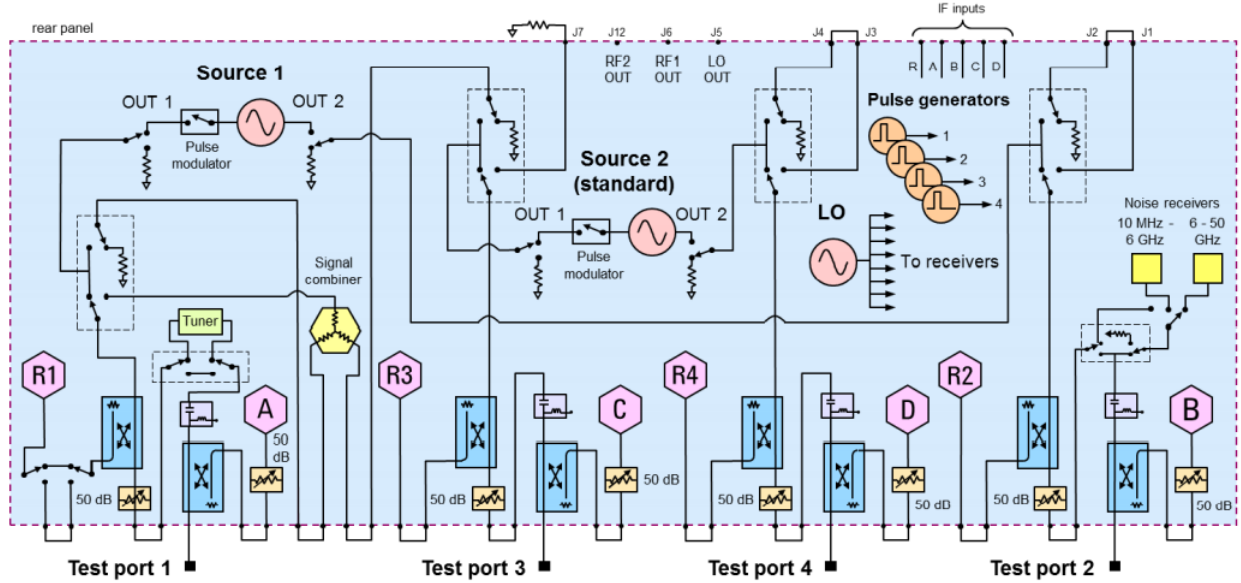 rear panel
J7
J12
J6
J5
J4
J3
IF inputs
J2
J1
RF2
OUT
RF1
OUT
LO
OUT
R
A
B
C
D
Source 1
OUT 1
OUT 2
Pulse
modulator
Pulse generators
1
2
3
4
Source 2
(standard)
OUT 1
OUT 2
Pulse
modulator
LO
To receivers
Noise receivers
10 MHz -
6 GHz
6 - 50
GHz
Signal
combiner
Tuner
R1
A
R3
C
R4
D
R2
B
50
dB
50 dB
50 dB
50 dB
50 dB
50 dD
50 dB
50 dB
Test port 1
Test port 3
Test port 4
Test port 2